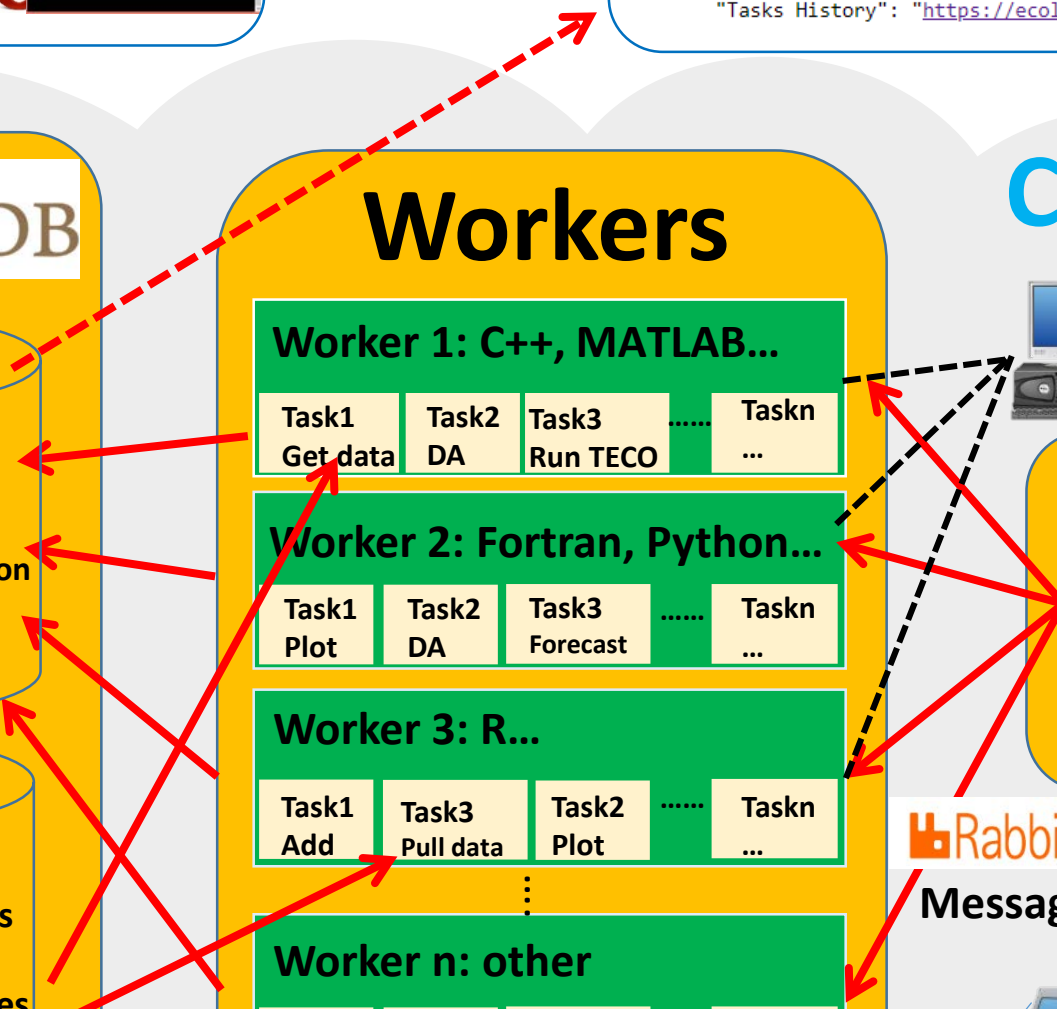 "Tasks History": "https://ecol
DB
Workers
C
Worker 1: C++, MATLAB...
Task1 Task2 Task3 ...... Taskn
Get data DA Run TECO ...
Worker 2: Fortran, Python...
on
Task1 Task2 Task3 ...... Taskn
Plot DA Forecast ...
Worker 3: R...
Task1 Task3 Task2 ...... Taskn
Add Pull data Plot ...
Rabbi
Messag
s
Worker n: other
es